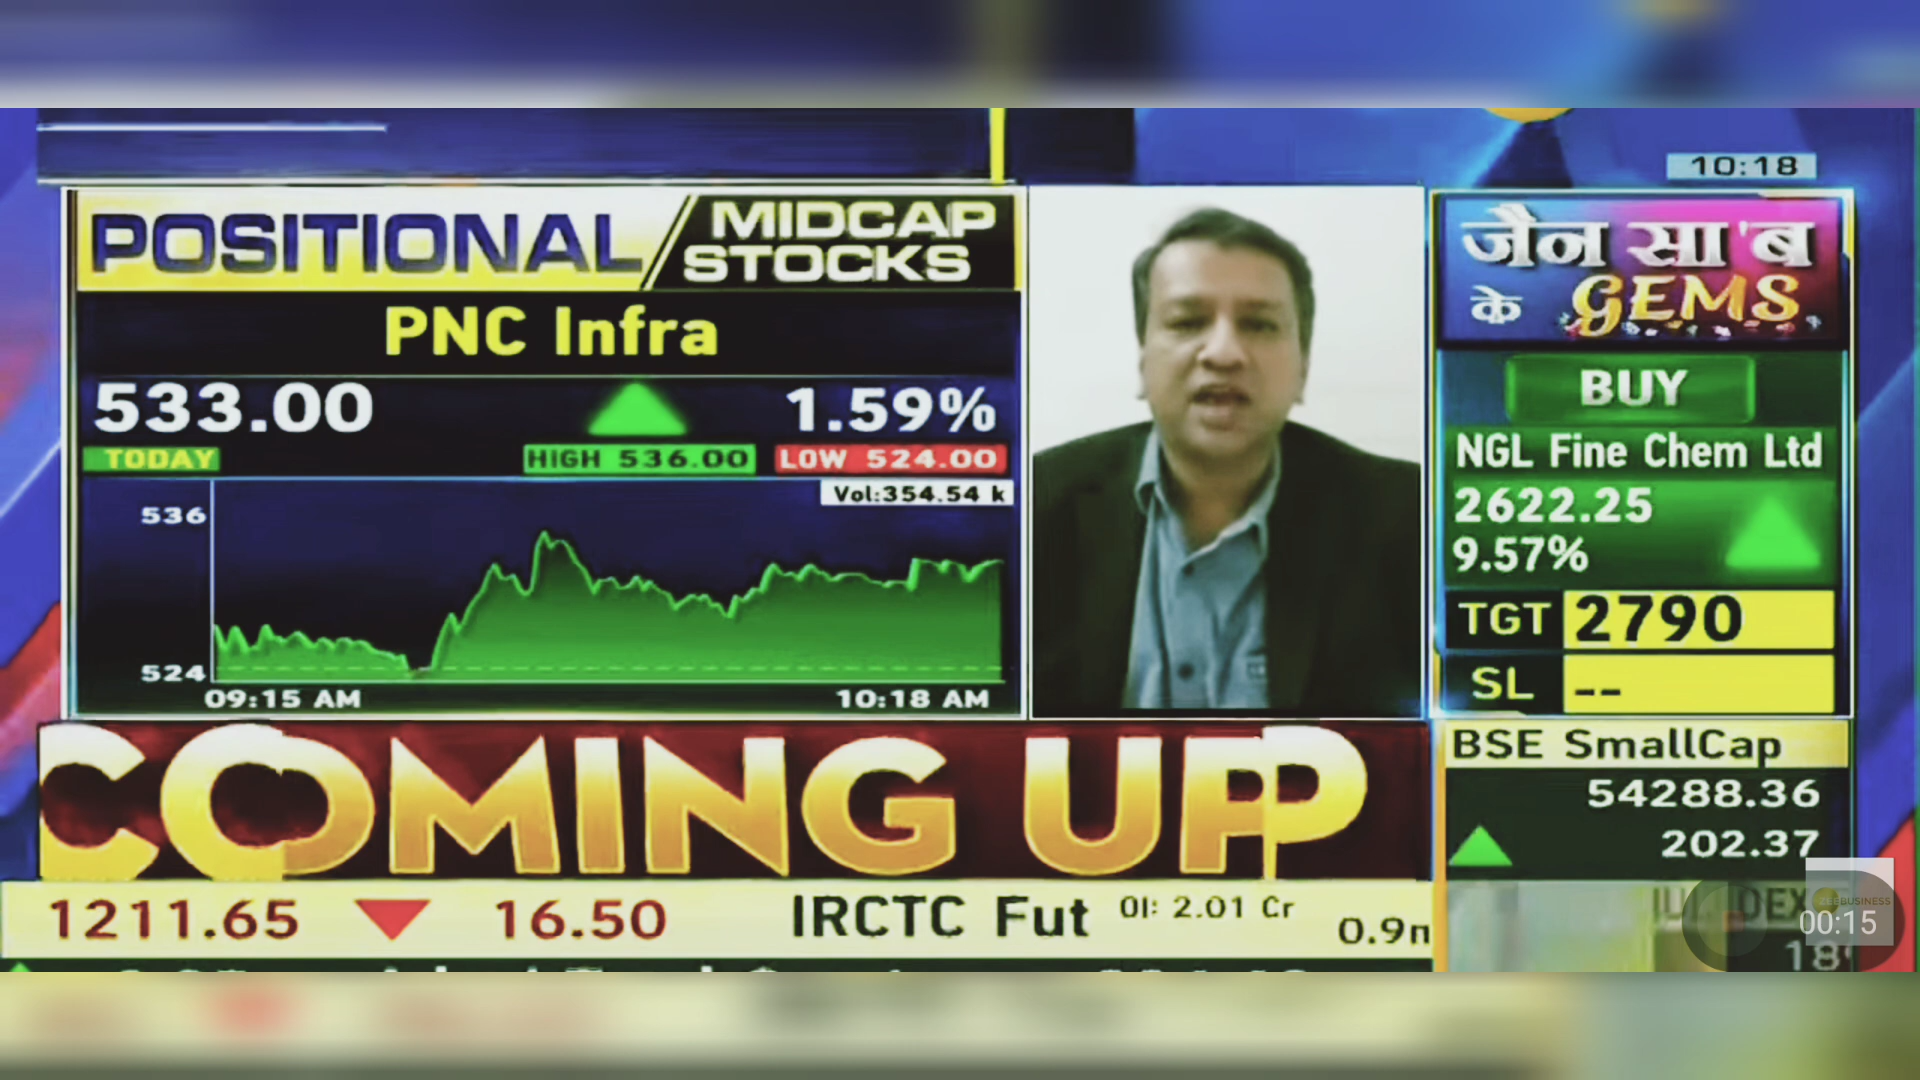 10:18
POSITIONAL
MIDCAP
STOCKS
PNC Infra
533.00 1.59%
TODAY HIGH 536.00 LOW 524.00
Vol:354.54 k
536
524
09:15 AM 10:18 AM
जैन सा'ब
के GEMS
BUY
NGL Fine Chem Ltd
2622.25
9.57%
TGT 2790
SL --
BSE SmallCap
54288.36
202.37
COMING UP
1211.65 16.50 IRCTC Fut OI: 2.01 Cr 0.9m
ZEEBUSINESS
00:15